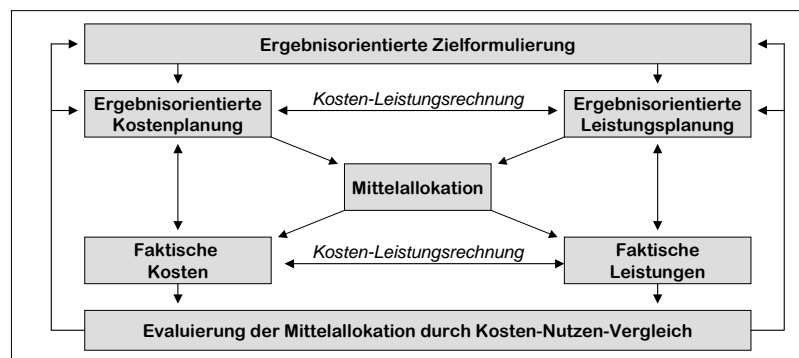 Ergebnisorientierte Zielformulierung
Ergebnisorientierte
Kostenplanung
Kosten-Leistungsrechnung
Ergebnisorientierte
Leistungsplanung
Mittelallokation
Faktische
Kosten
Kosten-Leistungsrechnung
Faktische
Leistungen
Evaluierung der Mittelallokation durch Kosten-Nutzen-Vergleich